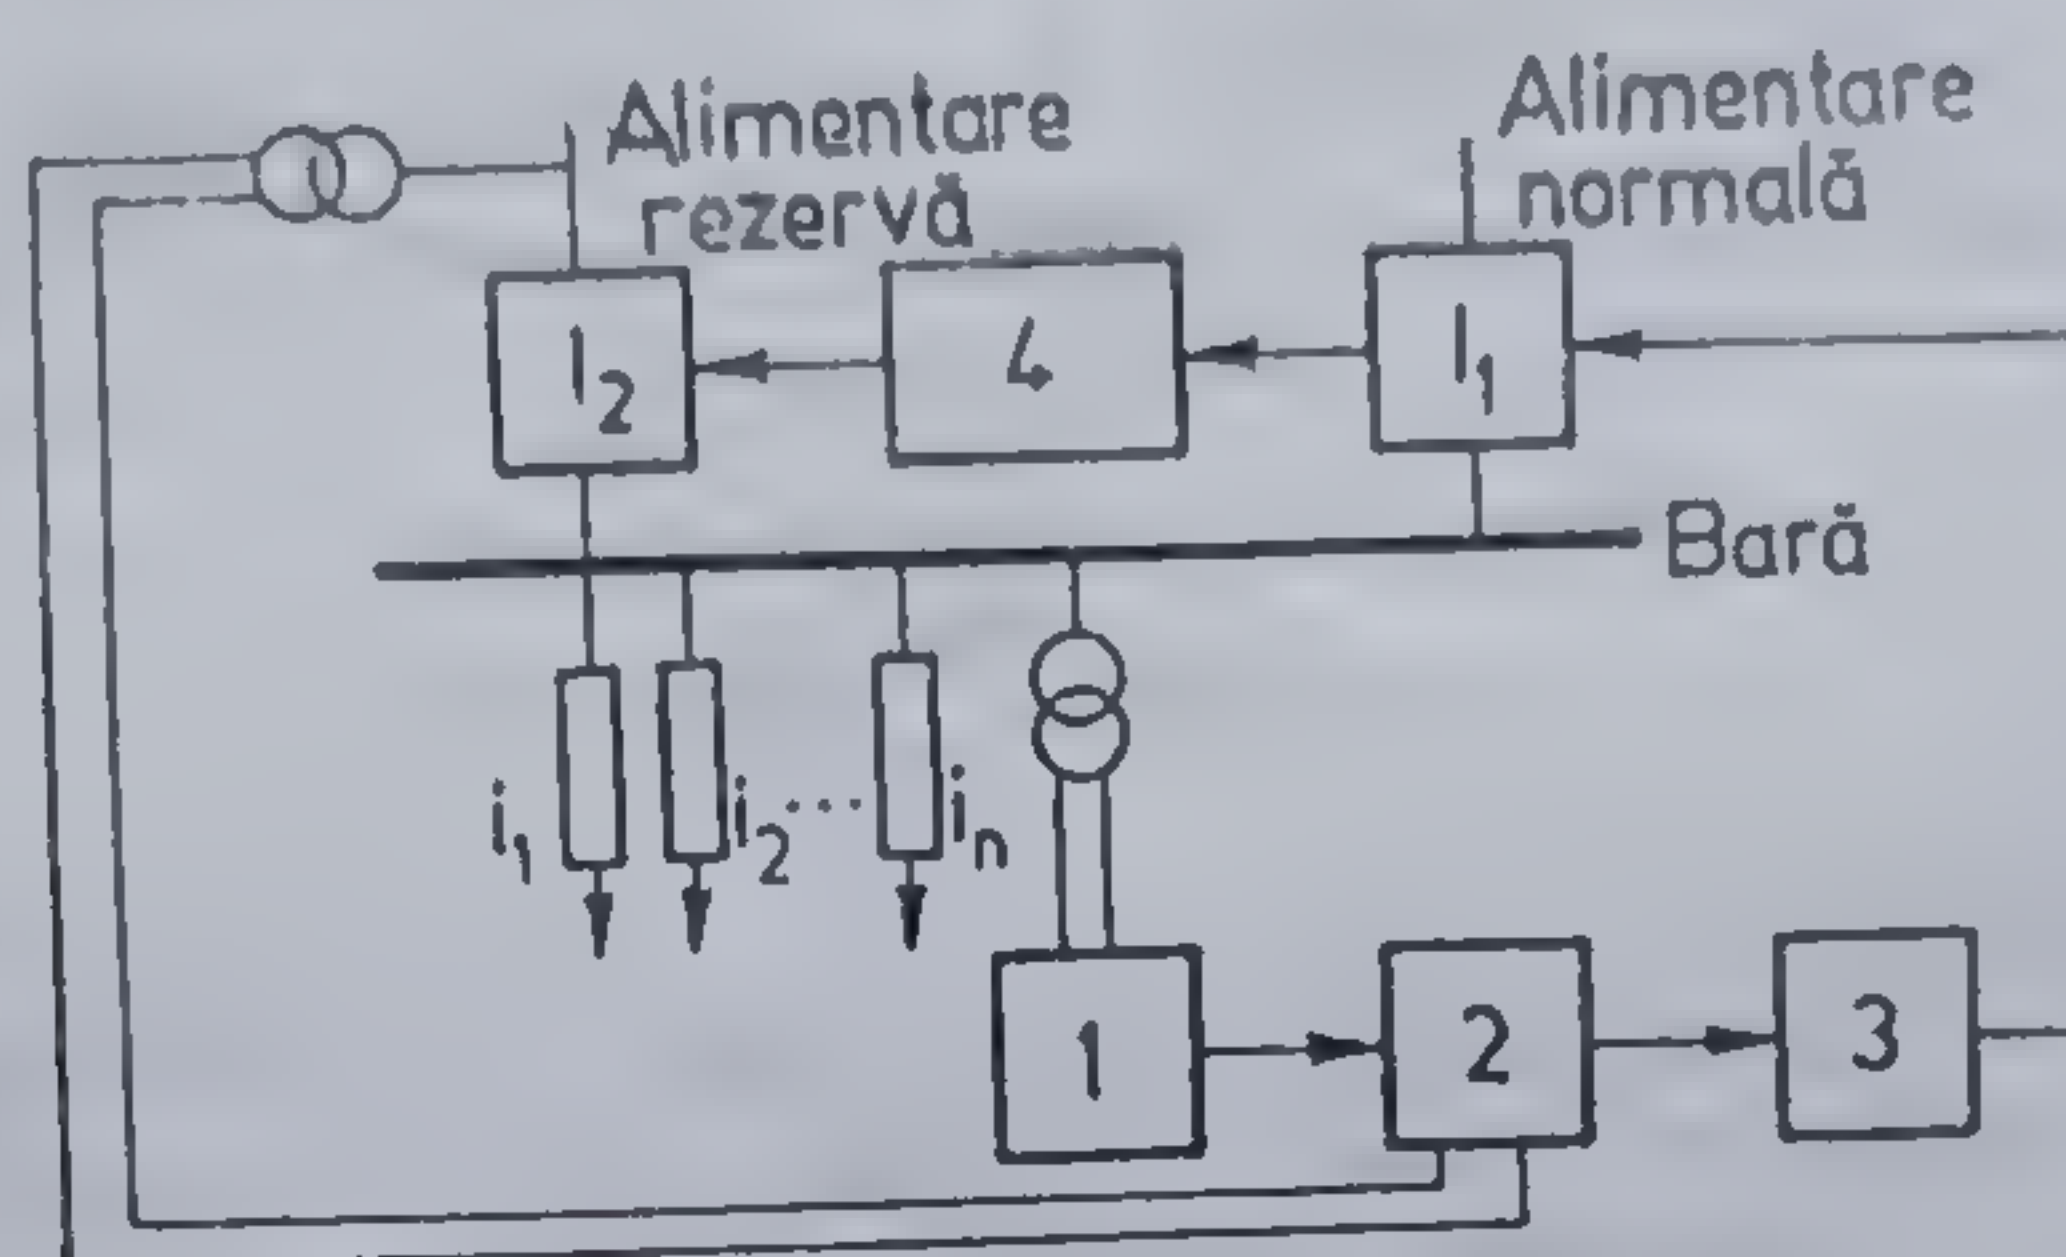 Alimentare
rezervă
Alimentare
normală
I2
4
I1
Bară
i1
i2....
in
1
2
3